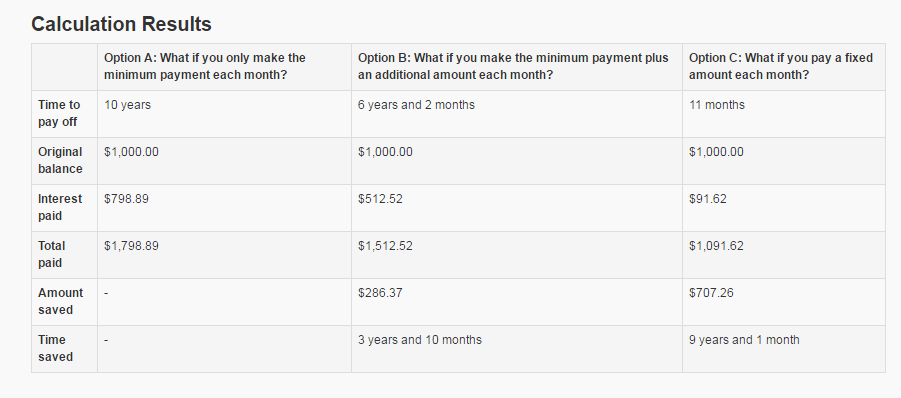 Calculation Results
Option A: What if you only make the
minimum payment each month?
Option B: What if you make the minimum payment plus
an additional amount each month?
Option C: What if you pay a fixed
amount each month?
Time to
pay off
10 years
6 years and 2 months
11 months
Original
balance
$1,000.00
$1,000.00
$1,000.00
Interest
paid
$798.89
$512.52
$91.62
Total
paid
$1,798.89
$1,512.52
$1,091.62
Amount
saved
-
$286.37
$707.26
Time
saved
-
3 years and 10 months
9 years and 1 month